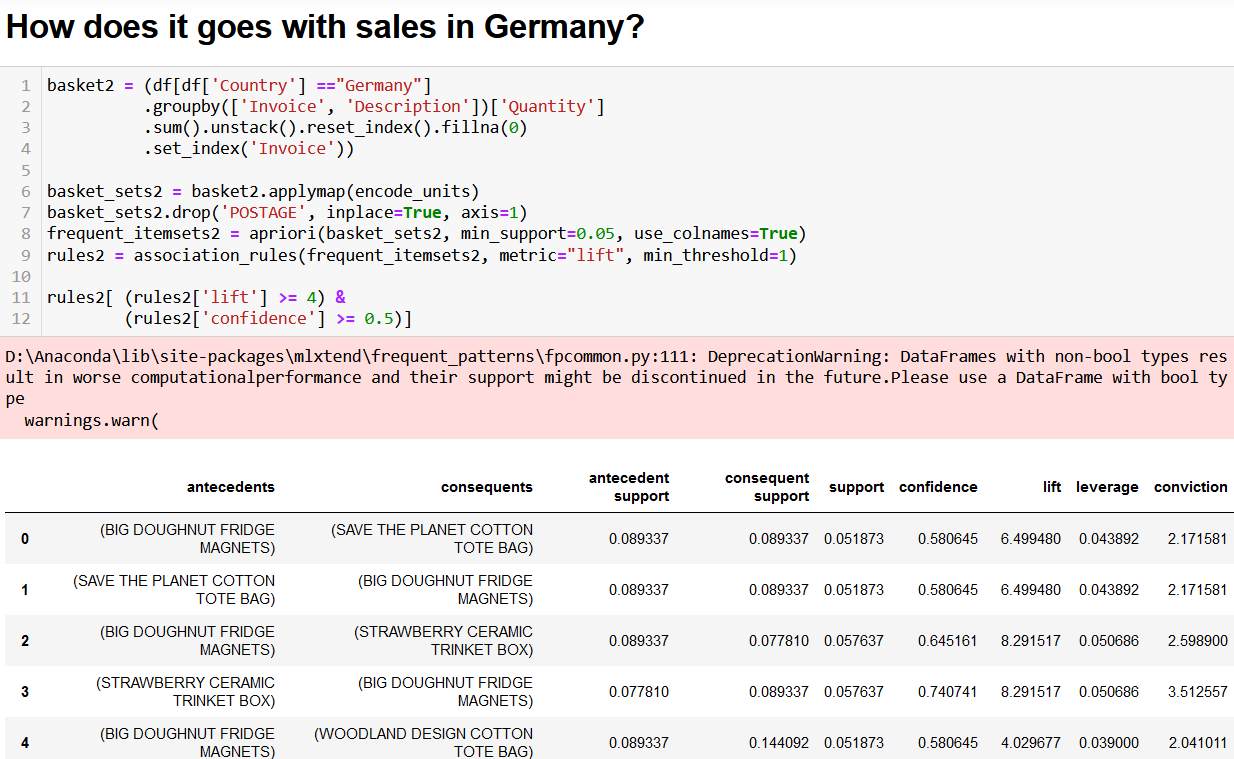 How does it goes with sales in Germany?
1 basket2 = (df[df['Country'] =="Germany"]
2           .groupby(['Invoice', 'Description'])['Quantity']
3           .sum().unstack().reset_index().fillna(0)
4           .set_index('Invoice'))
5
6 basket_sets2 = basket2.applymap(encode_units)
7 basket_sets2.drop('POSTAGE', inplace=True, axis=1)
8 frequent_itemsets2 = apriori(basket_sets2, min_support=0.05, use_colnames=True)
9 rules2 = association_rules(frequent_itemsets2, metric="lift", min_threshold=1)
10
11 rules2[ (rules2['lift'] >= 4) &
12         (rules2['confidence'] >= 0.5)]
D:\Anaconda\lib\site-packages\mlxtend\frequent_patterns\fpcommon.py:111: DeprecationWarning: DataFrames with non-bool types res
ult in worse computationalperformance and their support might be discontinued in the future.Please use a DataFrame with bool ty
pe
  warnings.warn(
antecedents consequents antecedent support consequent support support confidence lift leverage conviction
0 (BIG DOUGHNUT FRIDGE MAGNETS) (SAVE THE PLANET COTTON TOTE BAG) 0.089337 0.089337 0.051873 0.580645 6.499480 0.043892 2.171581
1 (SAVE THE PLANET COTTON TOTE BAG) (BIG DOUGHNUT FRIDGE MAGNETS) 0.089337 0.089337 0.051873 0.580645 6.499480 0.043892 2.171581
2 (BIG DOUGHNUT FRIDGE MAGNETS) (STRAWBERRY CERAMIC TRINKET BOX) 0.089337 0.077810 0.057637 0.645161 8.291517 0.050686 2.598900
3 (STRAWBERRY CERAMIC TRINKET BOX) (BIG DOUGHNUT FRIDGE MAGNETS) 0.077810 0.089337 0.057637 0.740741 8.291517 0.050686 3.512557
4 (BIG DOUGHNUT FRIDGE MAGNETS) (WOODLAND DESIGN COTTON TOTE BAG) 0.089337 0.144092 0.051873 0.580645 4.029677 0.039000 2.041011